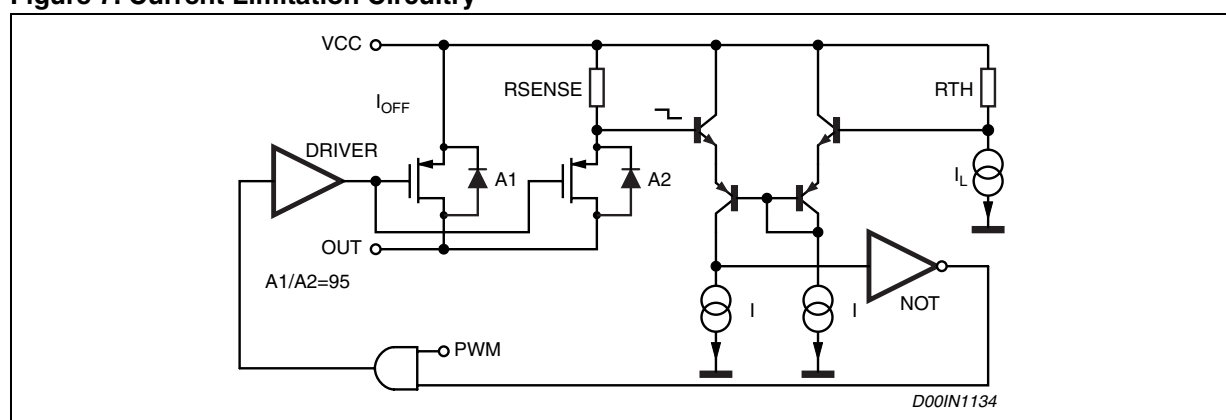 Figure 7. Current Limitation Circuitry
VCC
RSENSE
RTH
IOFF
DRIVER
A1
A2
IL
OUT
A1/A2=95
I
I
NOT
PWM
D00IN1134